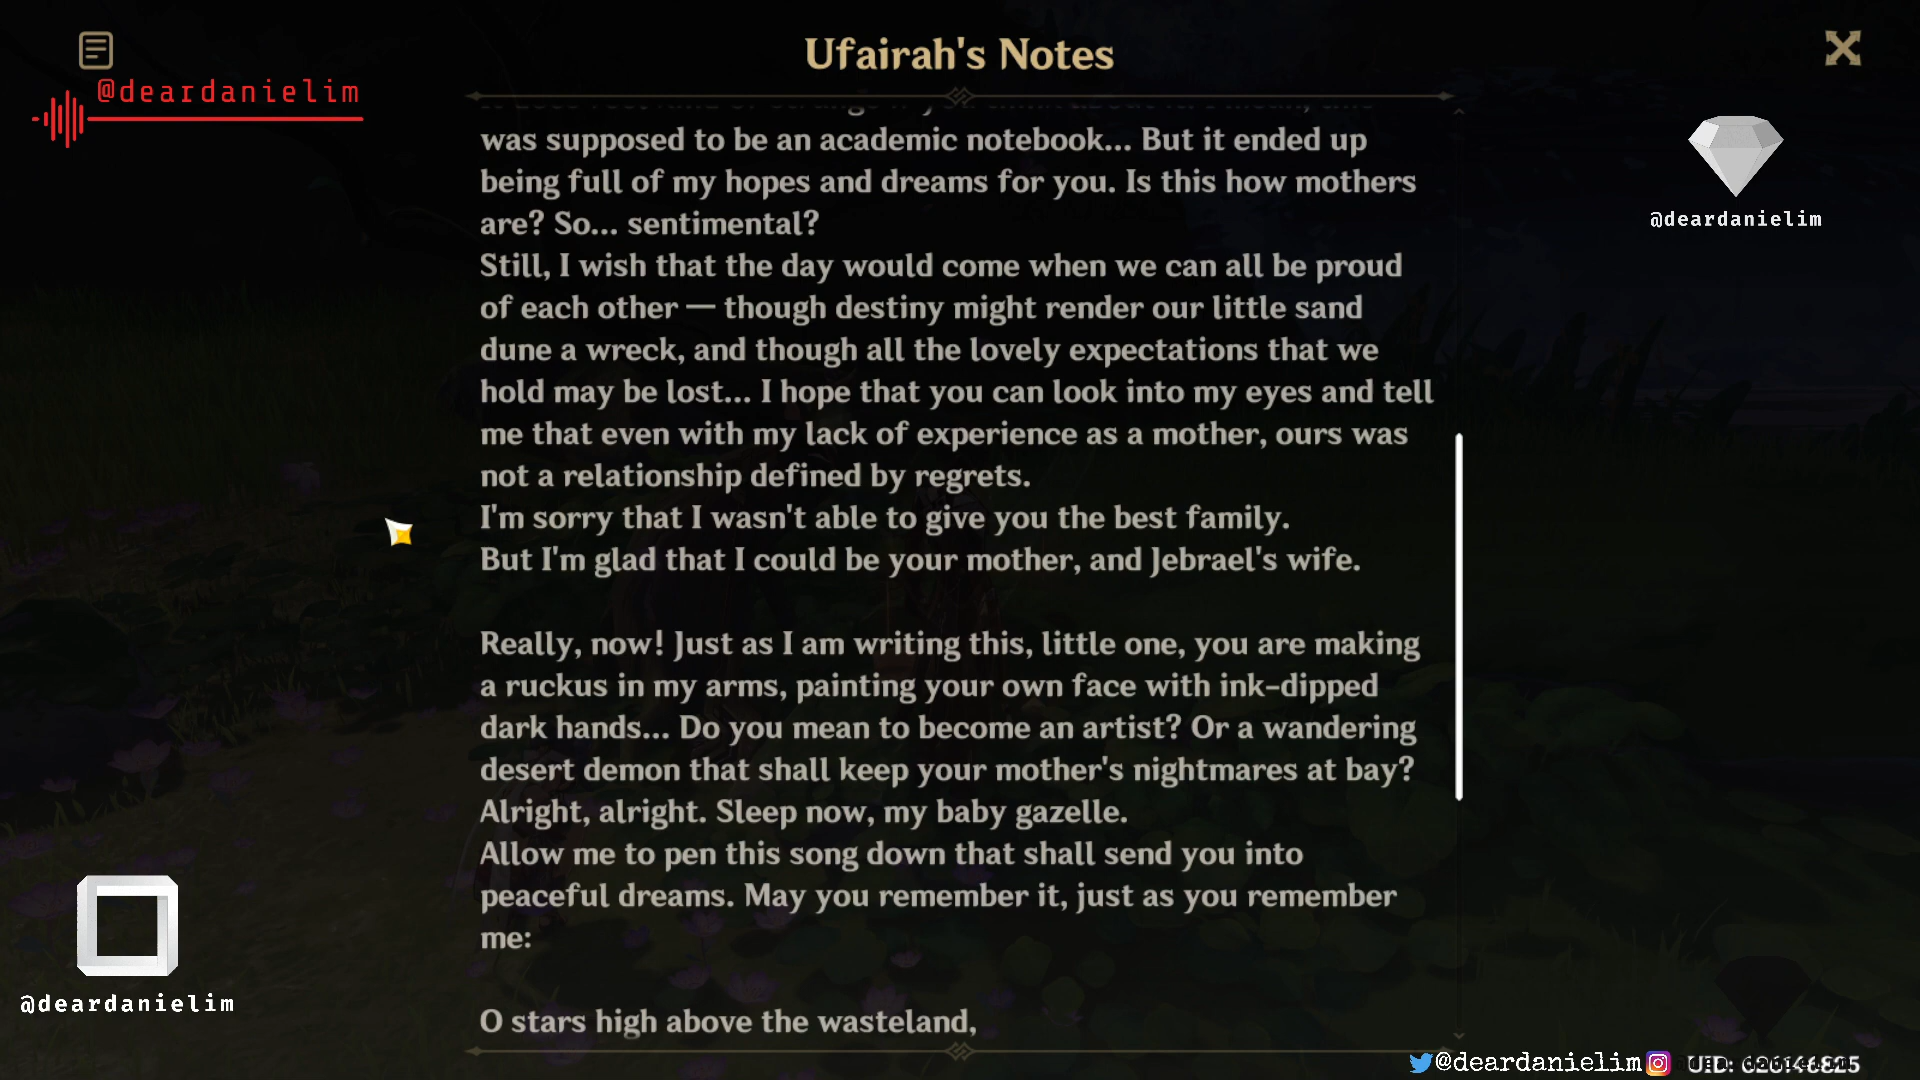 Ufairah's Notes
@deardanielim
@deardanielim
was supposed to be an academic notebook... But it ended up
being full of my hopes and dreams for you. Is this how mothers
are? So... sentimental?
Still, I wish that the day would come when we can all be proud
of each other — though destiny might render our little sand
dune a wreck, and though all the lovely expectations that we
hold may be lost... I hope that you can look into my eyes and tell
me that even with my lack of experience as a mother, ours was
not a relationship defined by regrets.
I'm sorry that I wasn't able to give you the best family.
But I'm glad that I could be your mother, and Jebrael's wife.
Really, now! Just as I am writing this, little one, you are making
a ruckus in my arms, painting your own face with ink-dipped
dark hands... Do you mean to become an artist? Or a wandering
desert demon that shall keep your mother's nightmares at bay?
Alright, alright. Sleep now, my baby gazelle.
Allow me to pen this song down that shall send you into
peaceful dreams. May you remember it, just as you remember
me:
O stars high above the wasteland,
@deardanielim
@deardanielim
UID: